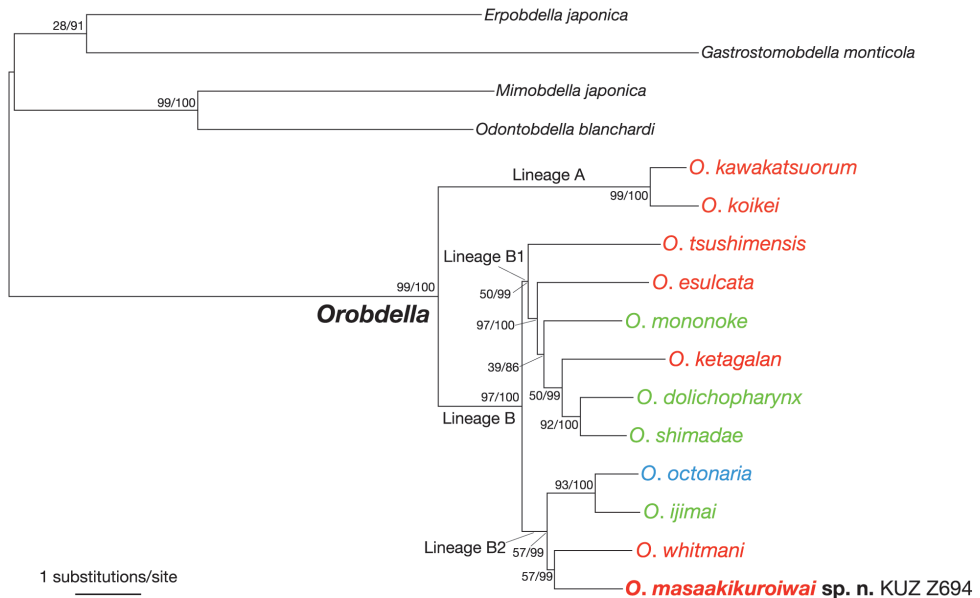 Erpobdella japonica
28/91
Gastrostomobdella monticola
Mimobdella japonica
99/100
Odontobdella blanchardi
O. kawakatsuorum
Lineage A
99/100
O. koikei
O. tsushimensis
Lineage B1
O. esulcata
99/100
50/99
Orobdella
O. mononoke
97/100
O. ketagalan
39/86
O. dolichopharynx
97/100
50/99
Lineage B
92/100
O. shimadae
O. octonaria
93/100
O. ijimai
Lineage B2
57/99
O. whitmani
57/99
1 substitutions/site
O. masaakikuroiwai sp. n. KUZ Z694